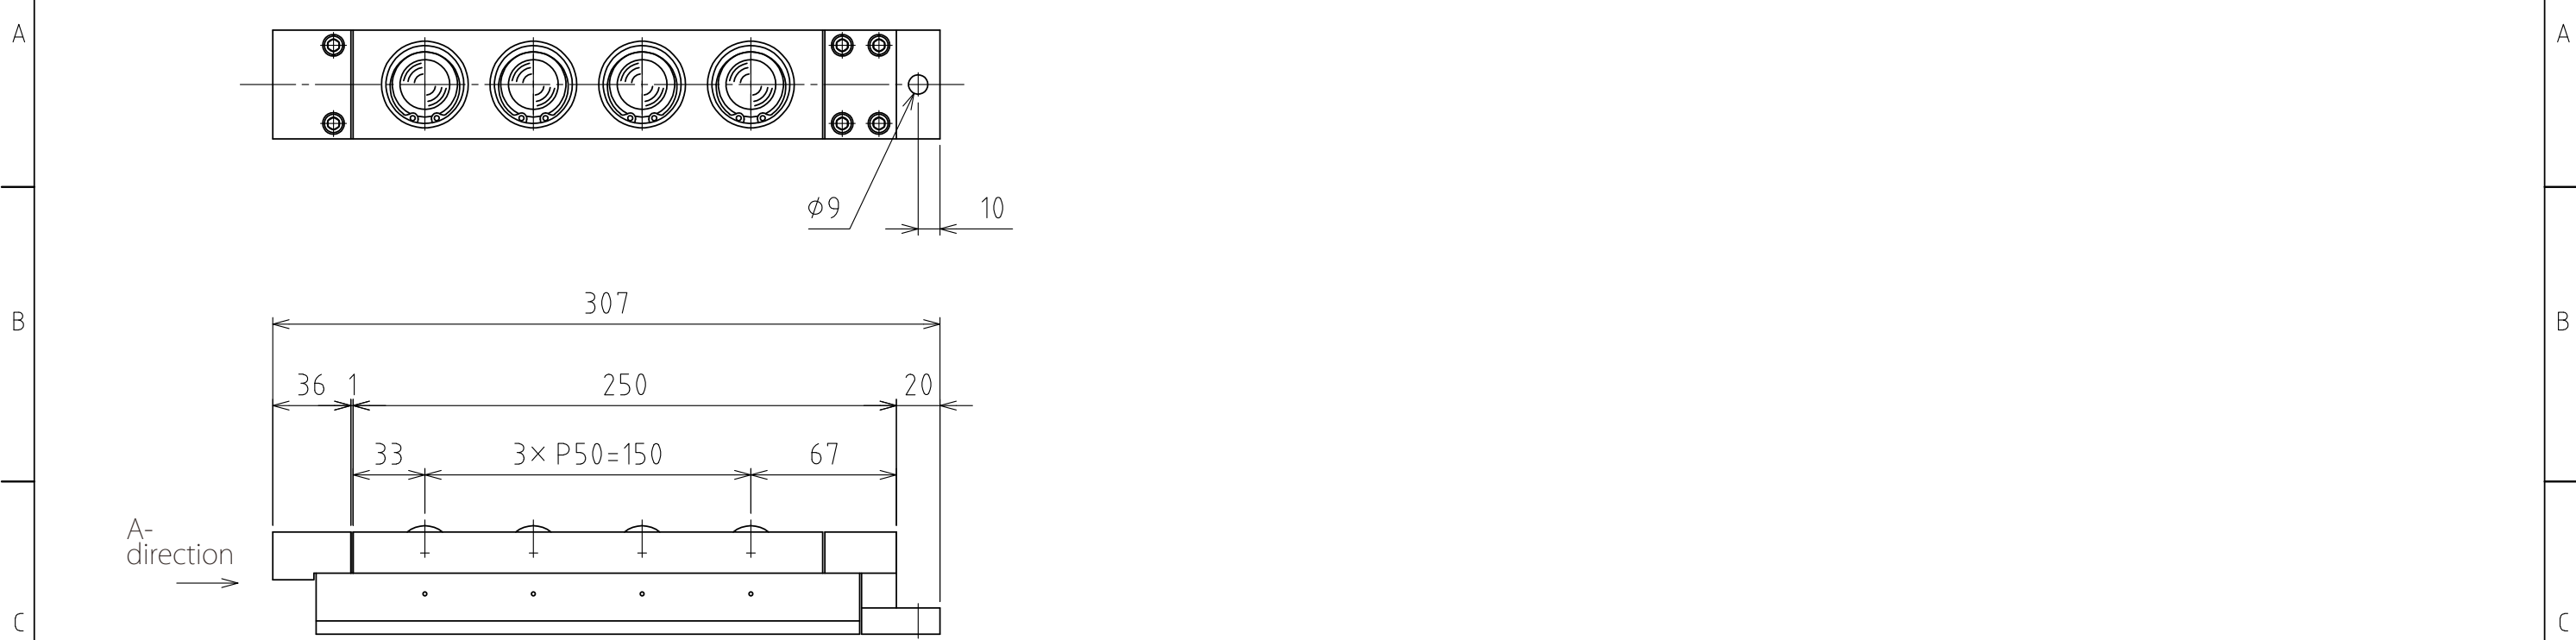 A A
φ9 10
B B
307
36 1 250 20
33 3× P50=150 67
A-
direction
C C